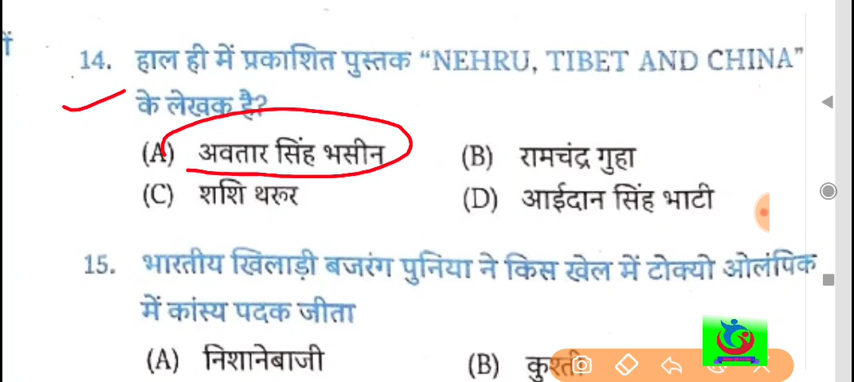 14. हाल ही में प्रकाशित पुस्तक “NEHRU, TIBET AND CHINA”
के लेखक है?
(A) अवतार सिंह भसीन (B) रामचंद्र गुहा
(C) शशि थरूर (D) आईदान सिंह भाटी
15. भारतीय खिलाड़ी बजरंग पुनिया ने किस खेल में टोक्यो ओलंपिक
में कांस्य पदक जीता
(A) निशानेबाजी (B) कुश्ती